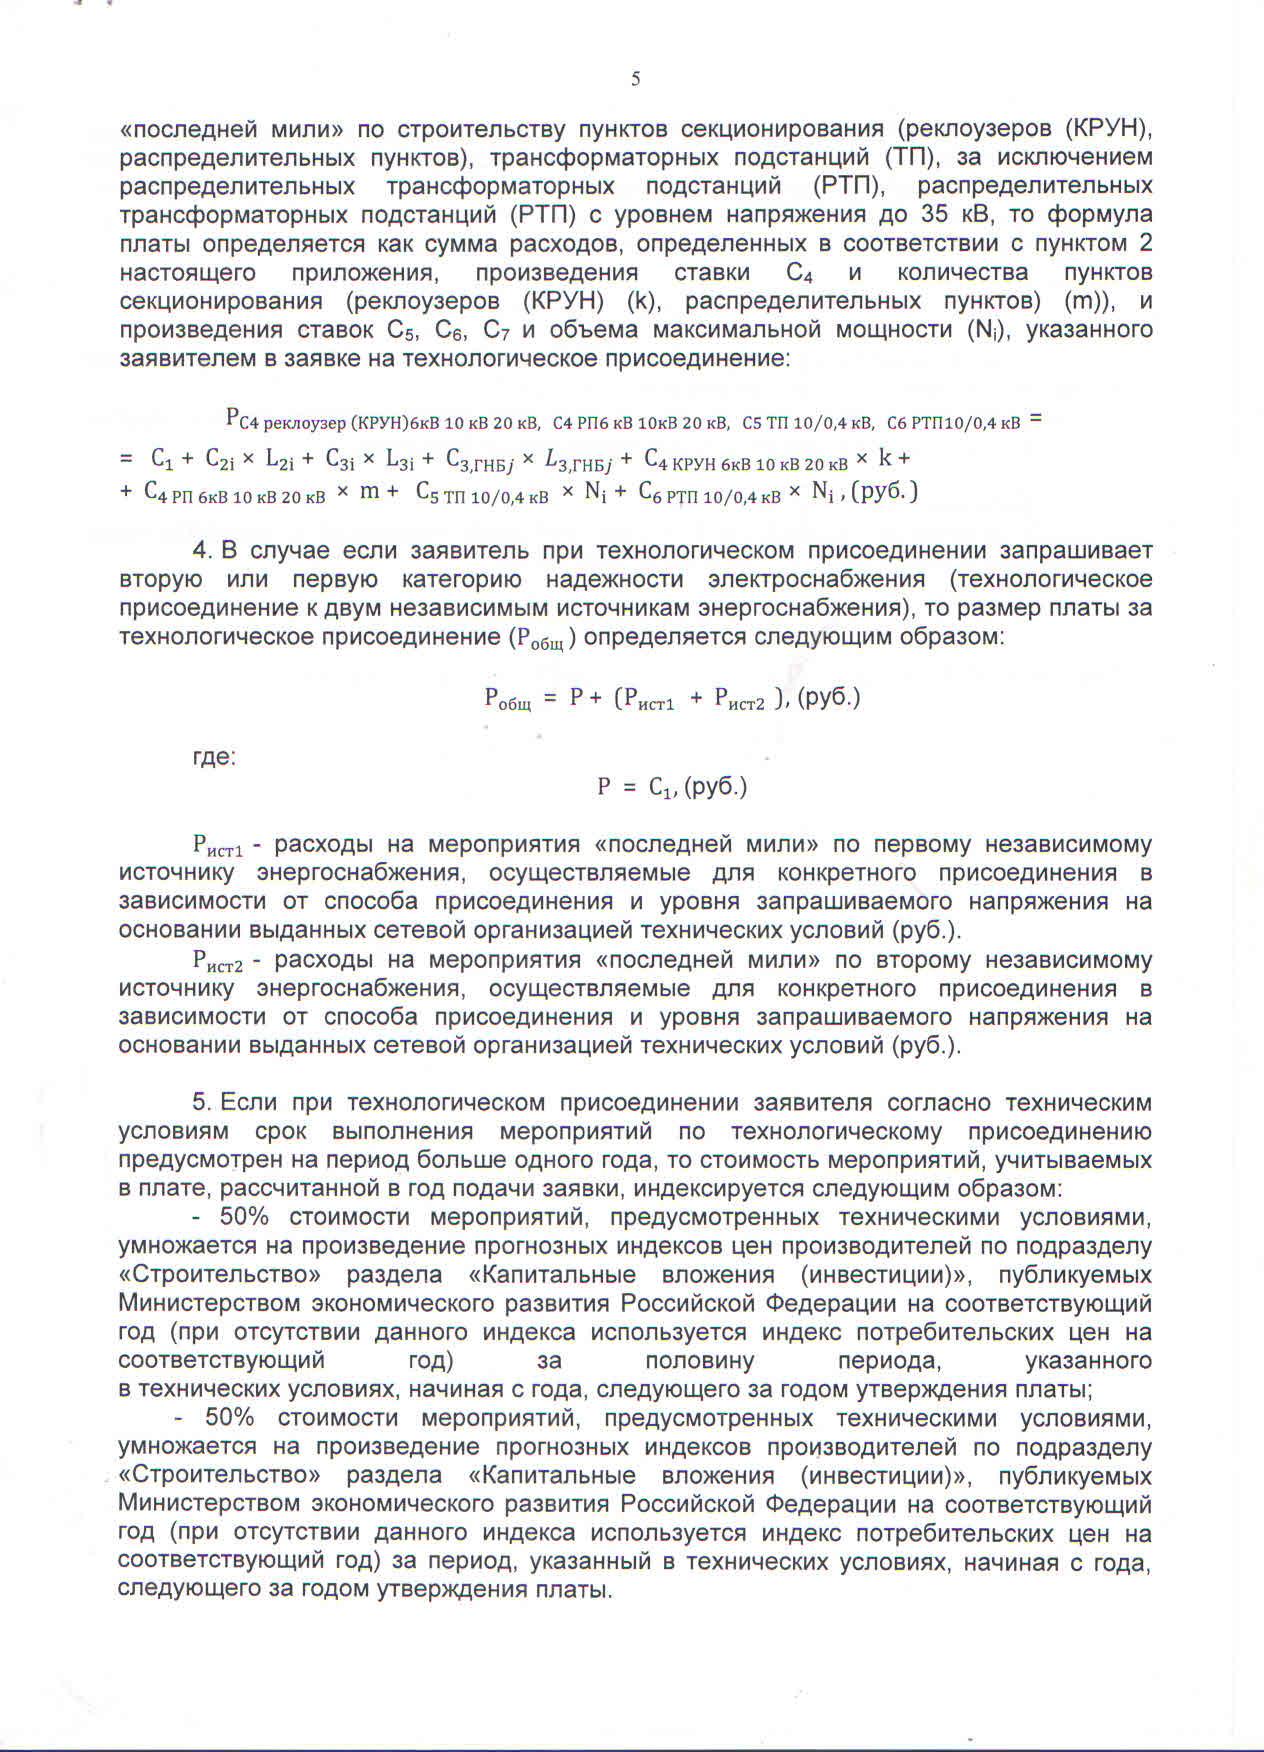 5
«последней мили» по строительству пунктов секционирования (реклоузеров (КРУН),
распределительных пунктов), трансформаторных подстанций (ТП), за исключением
распределительных трансформаторных подстанций (РТП), распределительных
трансформаторных подстанций (РТП) с уровнем напряжения до 35 кВ, то формула
платы определяется как сумма расходов, определенных в соответствии с пунктом 2
настоящего приложения, произведения ставки С4 и количества пунктов
секционирования (реклоузеров (КРУН) (k), распределительных пунктов) (m)), и
произведения ставок С5, С6, С7 и объема максимальной мощности (Ni), указанного
заявителем в заявке на технологическое присоединение:
PС4 реклоузер (КРУН)6кВ 10 кВ 20 кВ, С4 РП6 кВ 10кВ 20 кВ, С5 ТП 10/0,4 кВ, С6 РТП10/0,4 кВ =
= C1 + C2i × L2i + C3i × L3i + C3,ГНБj × L3,ГНБj + C4 КРУН 6кВ 10 кВ 20 кВ × k +
+ C4 РП 6кВ 10 кВ 20 кВ × m + C5 ТП 10/0,4 кВ × Ni + C6 РТП 10/0,4 кВ × Ni , (руб.)
4. В случае если заявитель при технологическом присоединении запрашивает
вторую или первую категорию надежности электроснабжения (технологическое
присоединение к двум независимым источникам энергоснабжения), то размер платы за
технологическое присоединение (Робщ ) определяется следующим образом:
Робщ = Р + (Рист1 + Рист2 ), (руб.)
где:
Р = С1, (руб.)
Рист1 - расходы на мероприятия «последней мили» по первому независимому
источнику энергоснабжения, осуществляемые для конкретного присоединения в
зависимости от способа присоединения и уровня запрашиваемого напряжения на
основании выданных сетевой организацией технических условий (руб.).
Рист2 - расходы на мероприятия «последней мили» по второму независимому
источнику энергоснабжения, осуществляемые для конкретного присоединения в
зависимости от способа присоединения и уровня запрашиваемого напряжения на
основании выданных сетевой организацией технических условий (руб.).
5. Если при технологическом присоединении заявителя согласно техническим
условиям срок выполнения мероприятий по технологическому присоединению
предусмотрен на период больше одного года, то стоимость мероприятий, учитываемых
в плате, рассчитанной в год подачи заявки, индексируется следующим образом:
- 50% стоимости мероприятий, предусмотренных техническими условиями,
умножается на произведение прогнозных индексов цен производителей по подразделу
«Строительство» раздела «Капитальные вложения (инвестиции)», публикуемых
Министерством экономического развития Российской Федерации на соответствующий
год (при отсутствии данного индекса используется индекс потребительских цен на
соответствующий год) за половину периода, указанного
в технических условиях, начиная с года, следующего за годом утверждения платы;
- 50% стоимости мероприятий, предусмотренных техническими условиями,
умножается на произведение прогнозных индексов производителей по подразделу
«Строительство» раздела «Капитальные вложения (инвестиции)», публикуемых
Министерством экономического развития Российской Федерации на соответствующий
год (при отсутствии данного индекса используется индекс потребительских цен на
соответствующий год) за период, указанный в технических условиях, начиная с года,
следующего за годом утверждения платы.